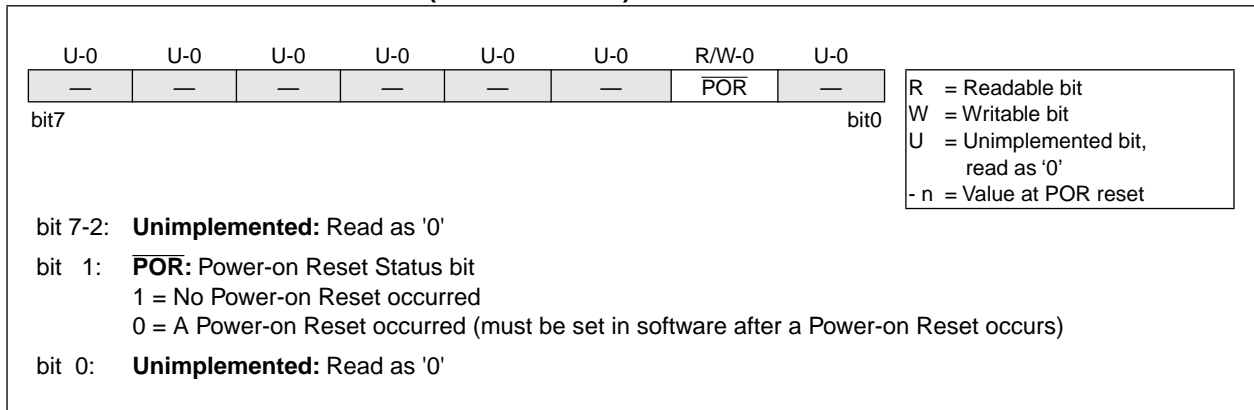 U-0 U-0 U-0 U-0 U-0 U-0 R/W-0 U-0
— — — — — — POR —
bit7 bit0
R = Readable bit
W = Writable bit
U = Unimplemented bit,
read as ‘0’
- n = Value at POR reset
bit 7-2: Unimplemented: Read as '0'
bit 1: POR: Power-on Reset Status bit
1 = No Power-on Reset occurred
0 = A Power-on Reset occurred (must be set in software after a Power-on Reset occurs)
bit 0: Unimplemented: Read as '0'